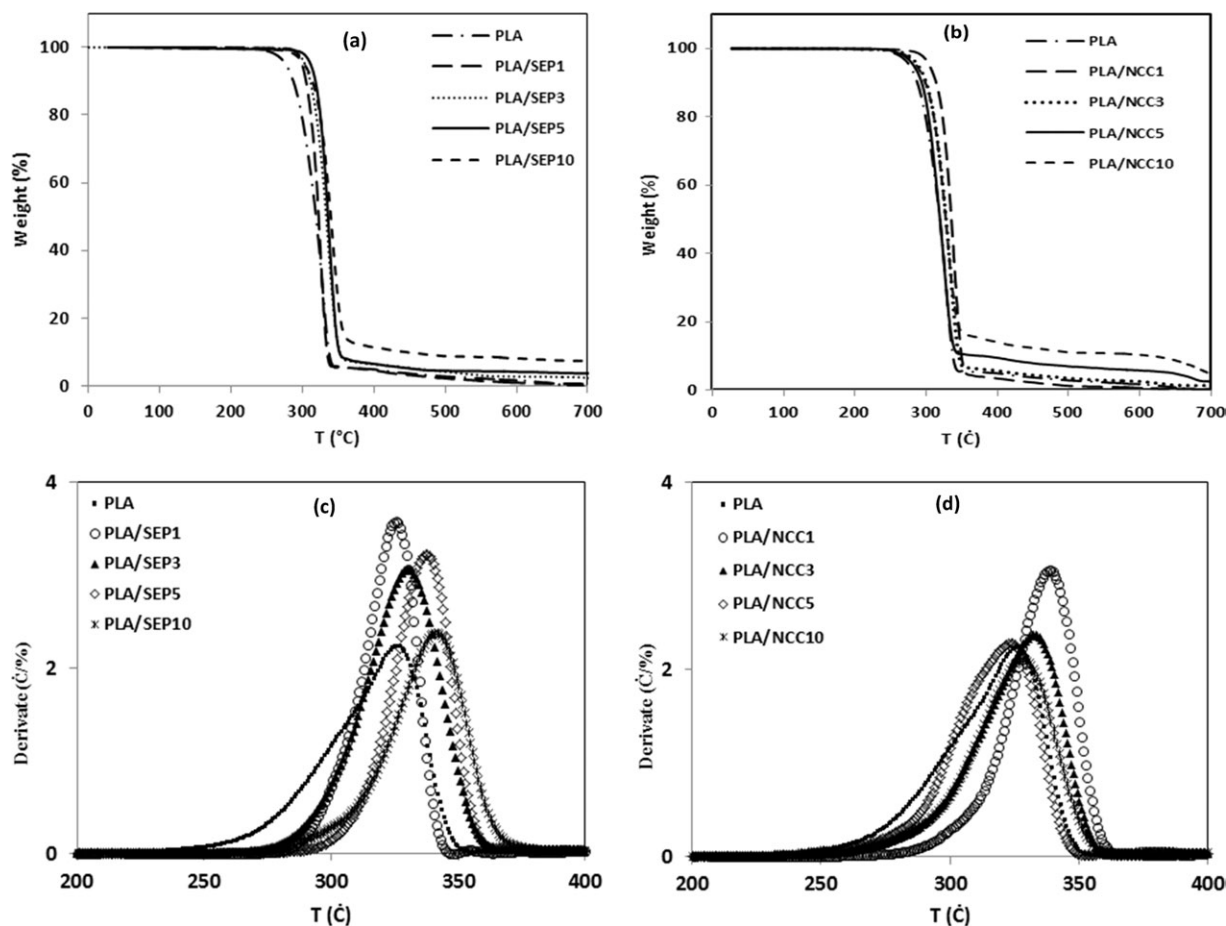 (a)
PLA
PLA/SEP1
PLA/SEP3
PLA/SEP5
PLA/SEP10
100
80
60
40
20
0
Weight (%)
0 100 200 300 400 500 600 700
T (°C)
(b)
PLA
PLA/NCC1
PLA/NCC3
PLA/NCC5
PLA/NCC10
100
80
60
40
20
0
Weight (%)
0 100 200 300 400 500 600 700
T (Ċ)
(c)
PLA
PLA/SEP1
PLA/SEP3
PLA/SEP5
PLA/SEP10
4
2
0
Derivate (Ċ/%)
200 250 300 350 400
T (Ċ)
(d)
PLA
PLA/NCC1
PLA/NCC3
PLA/NCC5
PLA/NCC10
4
2
0
Derivate (Ċ/%)
200 250 300 350 400
T (Ċ)